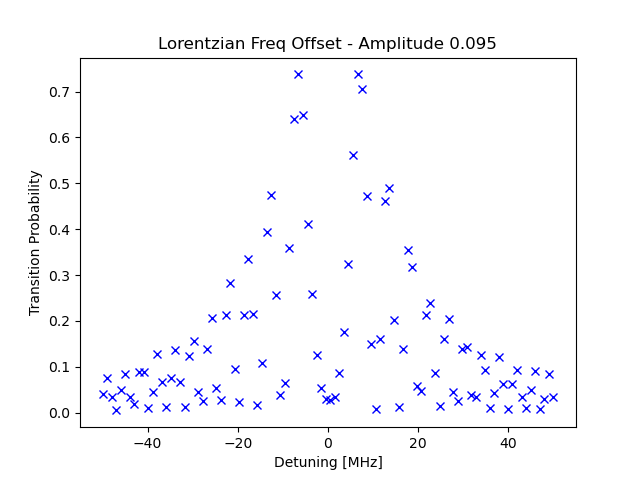 Lorentzian Freq Offset - Amplitude 0.095
Transition Probability
0.7
0.6
0.5
0.4
0.3
0.2
0.1
0.0
−40 −20 0 20 40
Detuning [MHz]